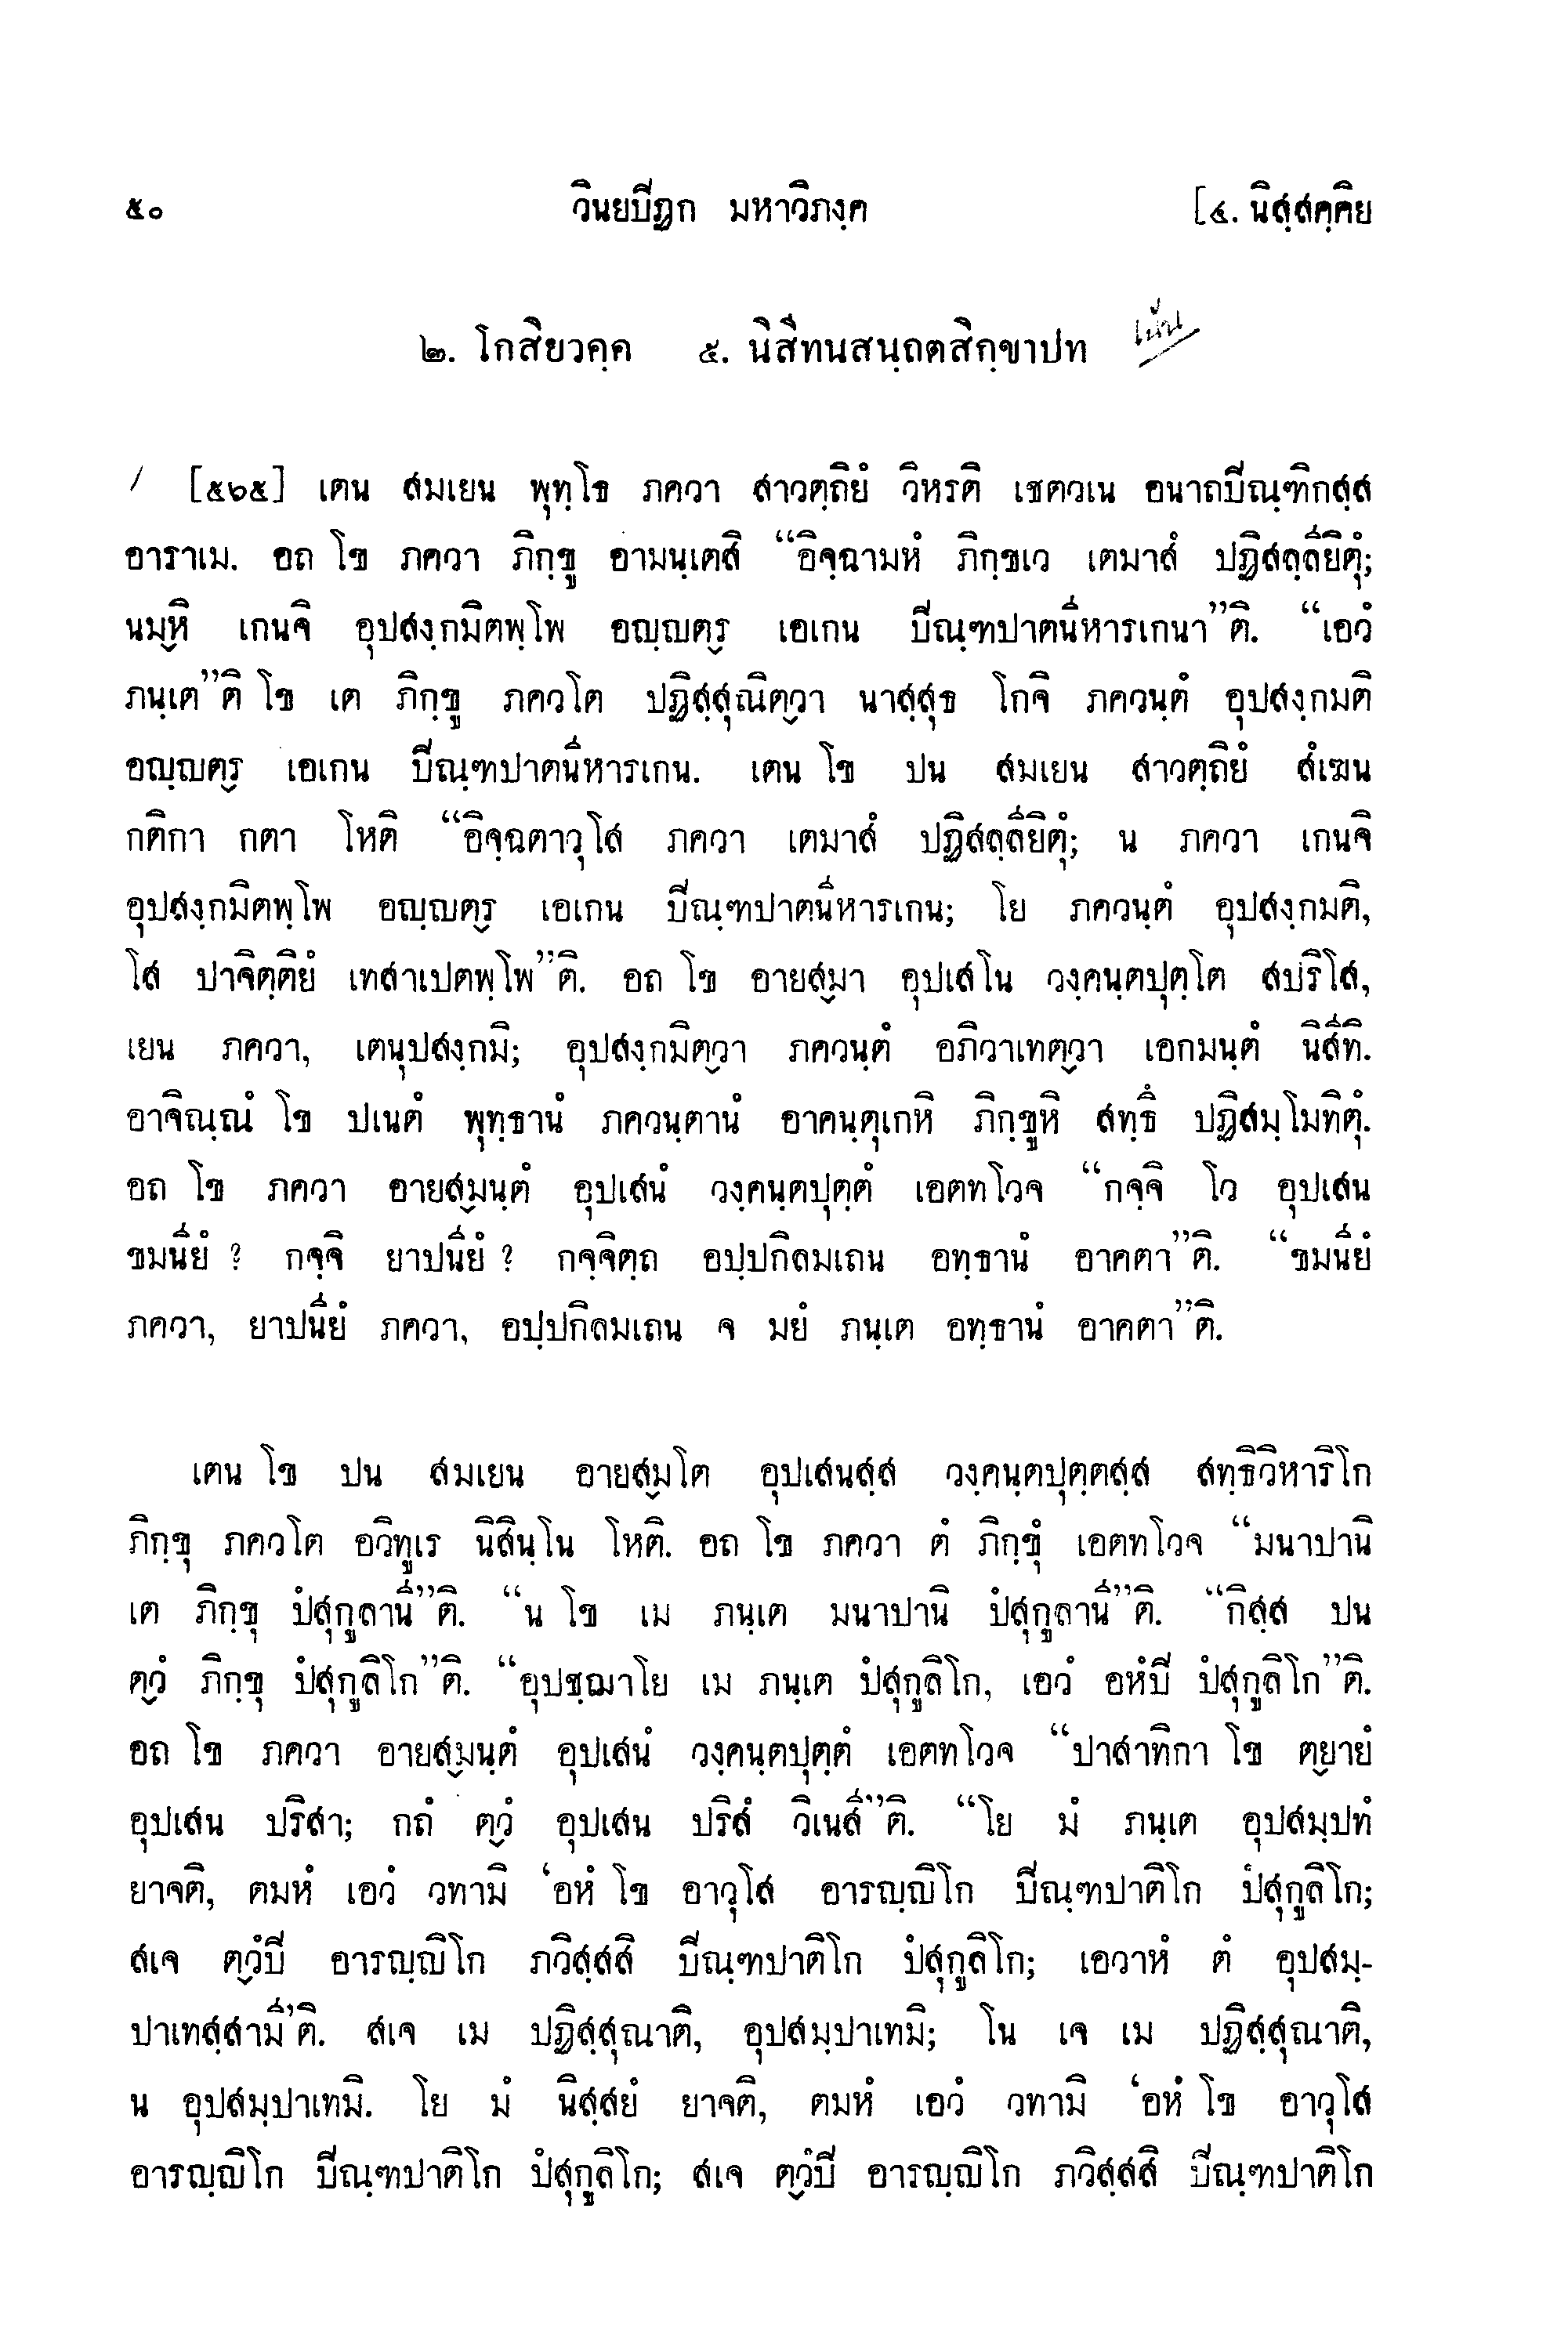 ๕๐ วินยปิฏก มหาวิภงฺค [๔. นิสฺสคฺคิย
๒. โกสิยวคฺค ๕. นิสีทนสนฺถตสิกฺขาปท
[๕๖๕] เตน สมเยน พุทฺโธ ภควา สาวตฺถิยํ วิหรติ เชตวเน อนาถปิณฺฑิกสฺส
อาราเม. อถ โข ภควา ภิกฺขู อามนฺเตสิ “อิจฺฉามหํ ภิกฺขเว เตมาสํ ปฏิสลฺลียิตุํ;
นมฺหิ เกนจิ อุปสงฺกมิตพฺโพ อญฺญตฺร เอเกน ปิณฺฑปาตนีหารเกนา”ติ. “เอวํ
ภนฺเต”ติ โข เต ภิกฺขู ภควโต ปฏิสฺสุณิตฺวา นาสฺสุธ โกจิ ภควนฺตํ อุปสงฺกมติ
อญฺญตฺร เอเกน ปิณฺฑปาตนีหารเกน. เตน โข ปน สมเยน สาวตฺถิยํ สํเฆน
กติกา กตา โหติ “อิจฺฉตาวุโส ภควา เตมาสํ ปฏิสลฺลียิตุํ; น ภควา เกนจิ
อุปสงฺกมิตพฺโพ อญฺญตฺร เอเกน ปิณฺฑปาตนีหารเกน; โย ภควนฺตํ อุปสงฺกมติ,
โส ปาจิตฺติยํ เทสาเปตพฺโพ”ติ. อถ โข อายสฺมา อุปเสโน วงฺคนฺตปุตฺโต สปริโส,
เยน ภควา, เตนุปสงฺกมิ; อุปสงฺกมิตฺวา ภควนฺตํ อภิวาเทตฺวา เอกมนฺตํ นิสีทิ.
อาจิณฺณํ โข ปเนตํ พุทฺธานํ ภควนฺตานํ อาคนฺตุเกหิ ภิกฺขูหิ สทฺธึ ปฏิสมฺโมทิตุํ.
อถ โข ภควา อายสฺมนฺตํ อุปเสนํ วงฺคนฺตปุตฺตํ เอตทโวจ “กจฺจิ โว อุปเสน
ขมนียํ ? กจฺจิ ยาปนียํ ? กจฺจิตฺถ อปฺปกิลมเถน อทฺธานํ อาคตา”ติ. “ขมนียํ
ภควา, ยาปนียํ ภควา, อปฺปกิลมเถน จ มยํ ภนฺเต อทฺธานํ อาคตา”ติ.
เตน โข ปน สมเยน อายสฺมโต อุปเสนสฺส วงฺคนฺตปุตฺตสฺส สทฺธิวิหาริโก
ภิกฺขุ ภควโต อวิทูเร นิสินฺโน โหติ. อถ โข ภควา ตํ ภิกฺขุํ เอตทโวจ “มนาปานิ
เต ภิกฺขุ ปํสุกูลานี”ติ. “น โข เม ภนฺเต มนาปานิ ปํสุกูลานี”ติ. “กิสฺส ปน
ตฺวํ ภิกฺขุ ปํสุกูลิโก”ติ. “อุปชฺฌาโย เม ภนฺเต ปํสุกูลิโก, เอวํ อหํปิ ปํสุกูลิโก”ติ.
อถ โข ภควา อายสฺมนฺตํ อุปเสนํ วงฺคนฺตปุตฺตํ เอตทโวจ “ปาสาทิกา โข ตฺยายํ
อุปเสน ปริสา; กถํ ตฺวํ อุปเสน ปริสํ วิเนสี”ติ. “โย มํ ภนฺเต อุปสมฺปทํ
ยาจติ, ตมหํ เอวํ วทามิ ‘อหํ โข อาวุโส อารญฺญิโก ปิณฺฑปาติโก ปํสุกูลิโก;
สเจ ตฺวํปิ อารญฺญิโก ภวิสฺสสิ ปิณฺฑปาติโก ปํสุกูลิโก; เอวาหํ ตํ อุปสมฺ-
ปาเทสฺสามี’ติ. สเจ เม ปฏิสฺสุณาติ, อุปสมฺปาเทมิ; โน เจ เม ปฏิสฺสุณาติ,
น อุปสมฺปาเทมิ. โย มํ นิสฺสยํ ยาจติ, ตมหํ เอวํ วทามิ ‘อหํ โข อาวุโส
อารญฺญิโก ปิณฺฑปาติโก ปํสุกูลิโก; สเจ ตฺวํปิ อารญฺญิโก ภวิสฺสสิ ปิณฺฑปาติโก